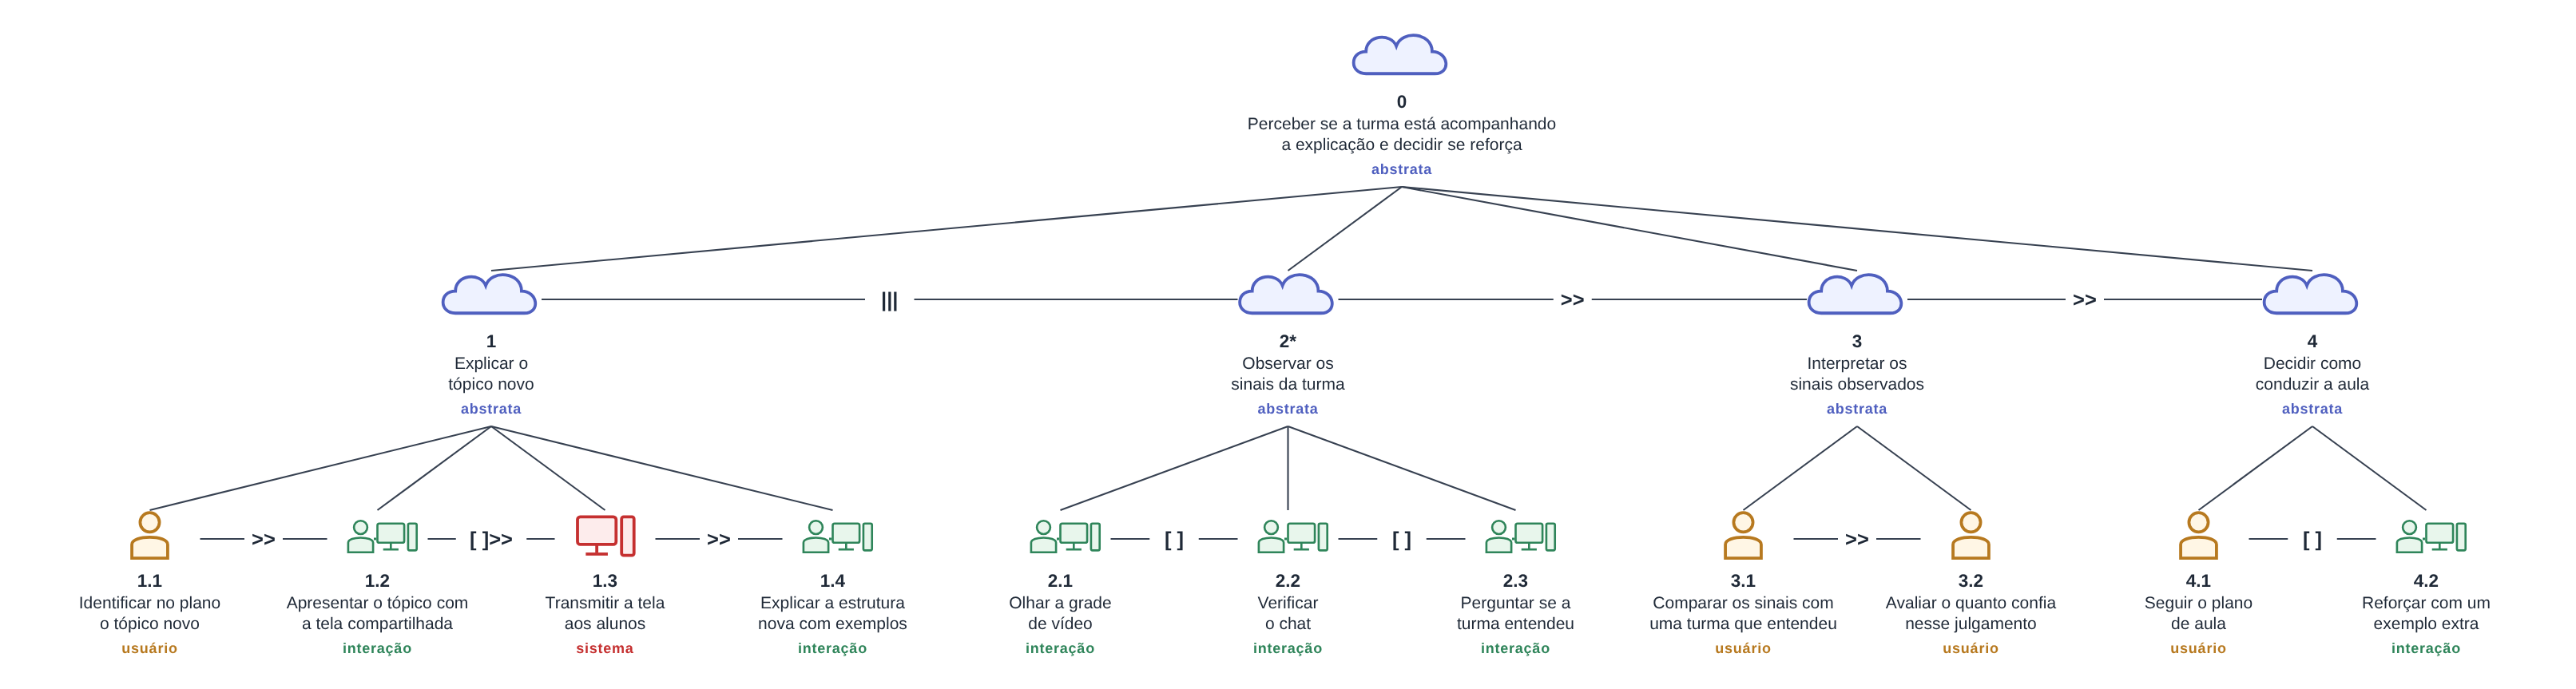 0
Perceber se a turma está acompanhando
a explicação e decidir se reforça
abstrata
||| >> >>
1
Explicar o
tópico novo
abstrata
2*
Observar os
sinais da turma
abstrata
3
Interpretar os
sinais observados
abstrata
4
Decidir como
conduzir a aula
abstrata
>> [ ]>> >> [ ] [ ] >> [ ]
1.1
Identificar no plano
o tópico novo
usuário
1.2
Apresentar o tópico com
a tela compartilhada
interação
1.3
Transmitir a tela
aos alunos
sistema
1.4
Explicar a estrutura
nova com exemplos
interação
2.1
Olhar a grade
de vídeo
interação
2.2
Verificar
o chat
interação
2.3
Perguntar se a
turma entendeu
interação
3.1
Comparar os sinais com
uma turma que entendeu
usuário
3.2
Avaliar o quanto confia
nesse julgamento
usuário
4.1
Seguir o plano
de aula
usuário
4.2
Reforçar com um
exemplo extra
interação